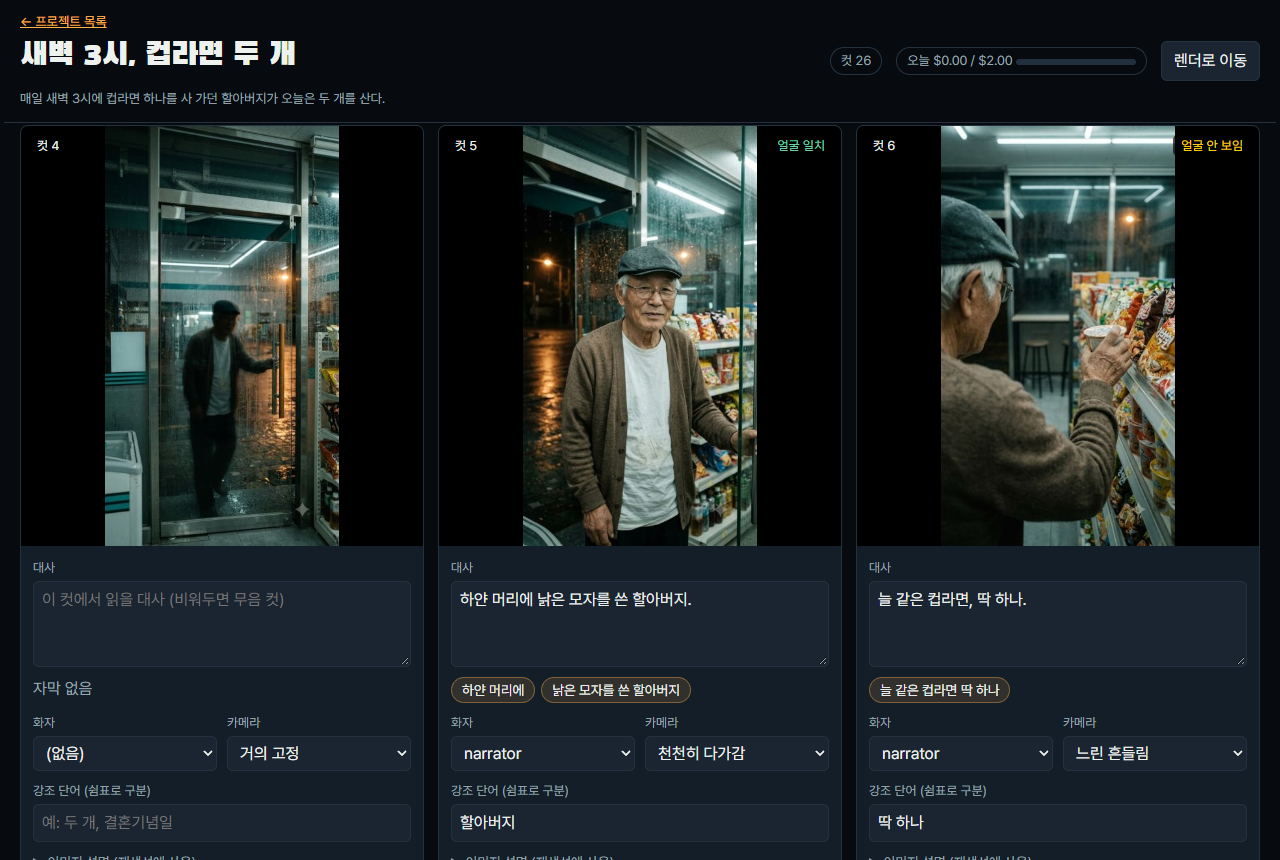 ← 프로젝트 목록
새벽 3시, 컵라면 두 개
컷 26
오늘 $0.00 / $2.00
렌더로 이동
매일 새벽 3시에 컵라면 하나를 사 가던 할아버지가 오늘은 두 개를 산다.
컷 4
컷 5
얼굴 일치
컷 6
얼굴 안 보임
대사
이 컷에서 읽을 대사 (비워두면 무음 컷)
자막 없음
화자
카메라
(없음)
거의 고정
강조 단어 (쉼표로 구분)
예: 두 개, 결혼기념일
대사
하얀 머리에 낡은 모자를 쓴 할아버지.
하얀 머리에
낡은 모자를 쓴 할아버지
화자
카메라
narrator
천천히 다가감
강조 단어 (쉼표로 구분)
할아버지
대사
늘 같은 컵라면, 딱 하나.
늘 같은 컵라면 딱 하나
화자
카메라
narrator
느린 흔들림
강조 단어 (쉼표로 구분)
딱 하나